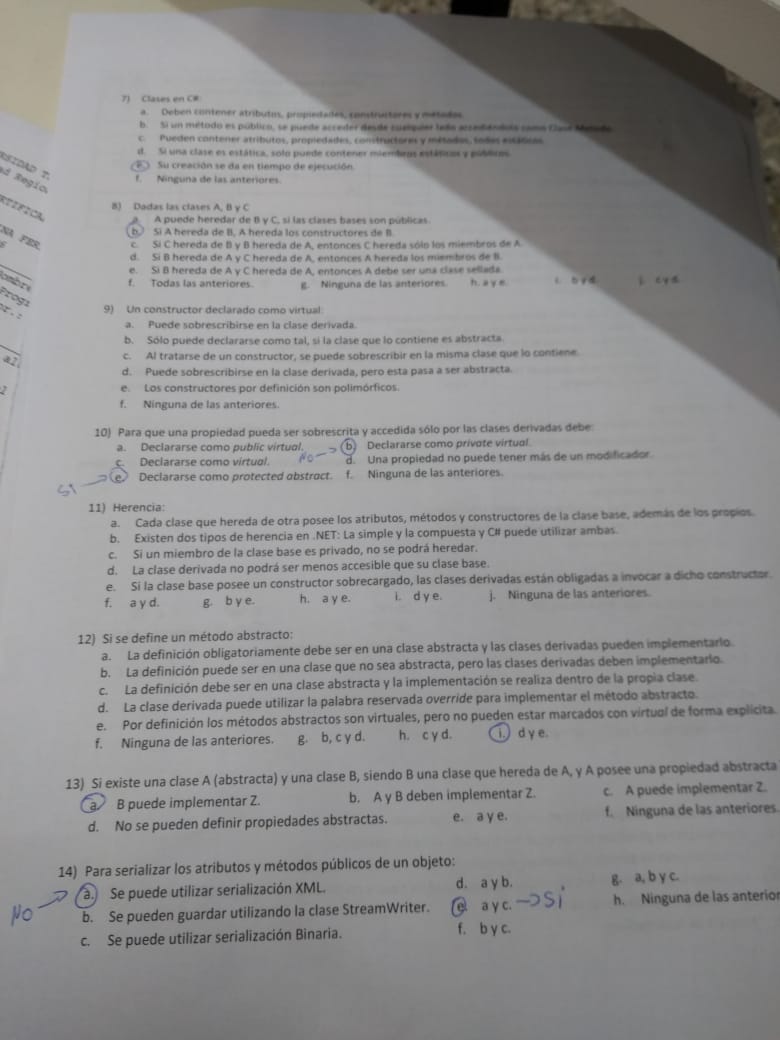 7) Clases en C#:
a. Deben contener atributos, propiedades, constructores y métodos.
b. Si un método es público, se puede acceder desde cualquier lado accediéndolo como Clase.Metodo.
c. Pueden contener atributos, propiedades, constructores y métodos, todos estáticos.
d. Si una clase es estática, solo puede contener miembros estáticos y públicos.
e. Su creación se da en tiempo de ejecución.
f. Ninguna de las anteriores.
8) Dadas las clases A, B y C
a. A puede heredar de B y C, si las clases bases son públicas.
b. Si A hereda de B, A hereda los constructores de B.
c. Si C hereda de B y B hereda de A, entonces C hereda sólo los miembros de A.
d. Si B hereda de A y C hereda de A, entonces A hereda los miembros de B.
e. Si B hereda de A y C hereda de A, entonces A debe ser una clase sellada.
f. Todas las anteriores. g. Ninguna de las anteriores. h. a y e. i. b y d. j. c y d.
9) Un constructor declarado como virtual:
a. Puede sobrescribirse en la clase derivada.
b. Sólo puede declararse como tal, si la clase que lo contiene es abstracta.
c. Al tratarse de un constructor, se puede sobrescribir en la misma clase que lo contiene.
d. Puede sobrescribirse en la clase derivada, pero esta pasa a ser abstracta.
e. Los constructores por definición son polimórficos.
f. Ninguna de las anteriores.
10) Para que una propiedad pueda ser sobrescrita y accedida sólo por las clases derivadas debe:
a. Declararse como public virtual. b. Declararse como private virtual.
c. Declararse como virtual. NO → d. Una propiedad no puede tener más de un modificador.
SI → e. Declararse como protected abstract. f. Ninguna de las anteriores.
11) Herencia:
a. Cada clase que hereda de otra posee los atributos, métodos y constructores de la clase base, además de los propios.
b. Existen dos tipos de herencia en .NET: La simple y la compuesta y C# puede utilizar ambas.
c. Si un miembro de la clase base es privado, no se podrá heredar.
d. La clase derivada no podrá ser menos accesible que su clase base.
e. Si la clase base posee un constructor sobrecargado, las clases derivadas están obligadas a invocar a dicho constructor.
f. a y d. g. b y e. h. a y e. i. d y e. j. Ninguna de las anteriores.
12) Si se define un método abstracto:
a. La definición obligatoriamente debe ser en una clase abstracta y las clases derivadas pueden implementarlo.
b. La definición puede ser en una clase que no sea abstracta, pero las clases derivadas deben implementarlo.
c. La definición debe ser en una clase abstracta y la implementación se realiza dentro de la propia clase.
d. La clase derivada puede utilizar la palabra reservada override para implementar el método abstracto.
e. Por definición los métodos abstractos son virtuales, pero no pueden estar marcados con virtual de forma explícita.
f. Ninguna de las anteriores. g. b, c y d. h. c y d. i. d y e.
13) Si existe una clase A (abstracta) y una clase B, siendo B una clase que hereda de A, y A posee una propiedad abstracta
a. B puede implementar Z. b. A y B deben implementar Z. c. A puede implementar Z.
d. No se pueden definir propiedades abstractas. e. a y e. f. Ninguna de las anteriores.
14) Para serializar los atributos y métodos públicos de un objeto:
NO → a. Se puede utilizar serialización XML. d. a y b. g. a, b y c.
b. Se pueden guardar utilizando la clase StreamWriter. e. a y c. → Si h. Ninguna de las anterior
c. Se puede utilizar serialización Binaria. f. b y c.